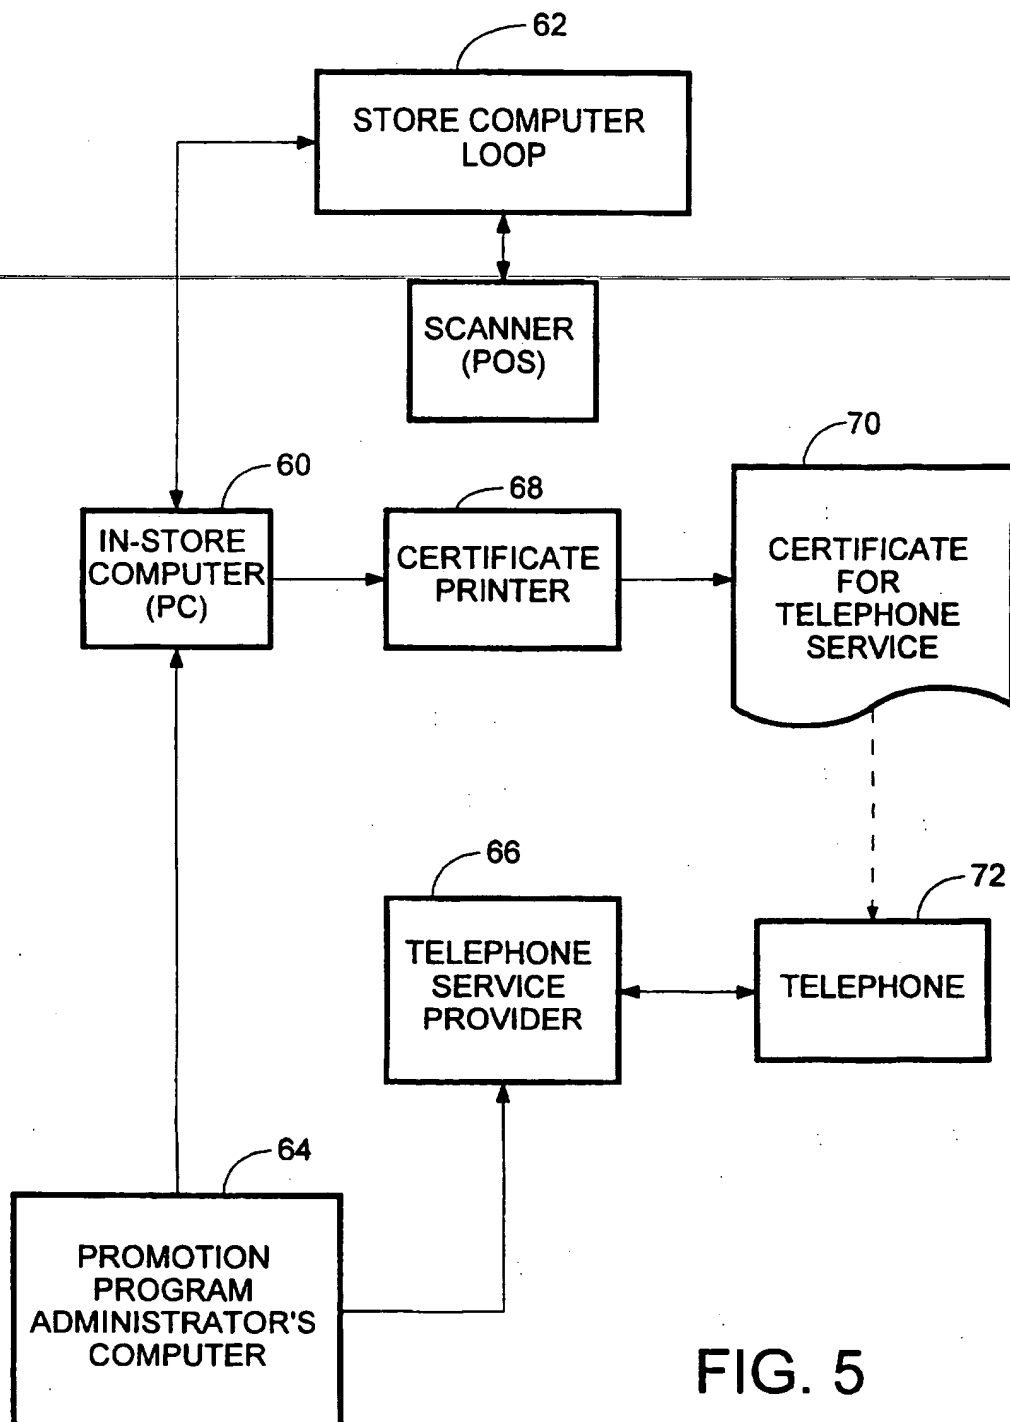 62
STORE COMPUTER
LOOP
SCANNER
(POS)
70
60
68
IN-STORE
COMPUTER
(PC)
CERTIFICATE
PRINTER
CERTIFICATE
FOR
TELEPHONE
SERVICE
66
72
TELEPHONE
SERVICE
PROVIDER
TELEPHONE
64
PROMOTION
PROGRAM
ADMINISTRATOR'S
COMPUTER
FIG. 5